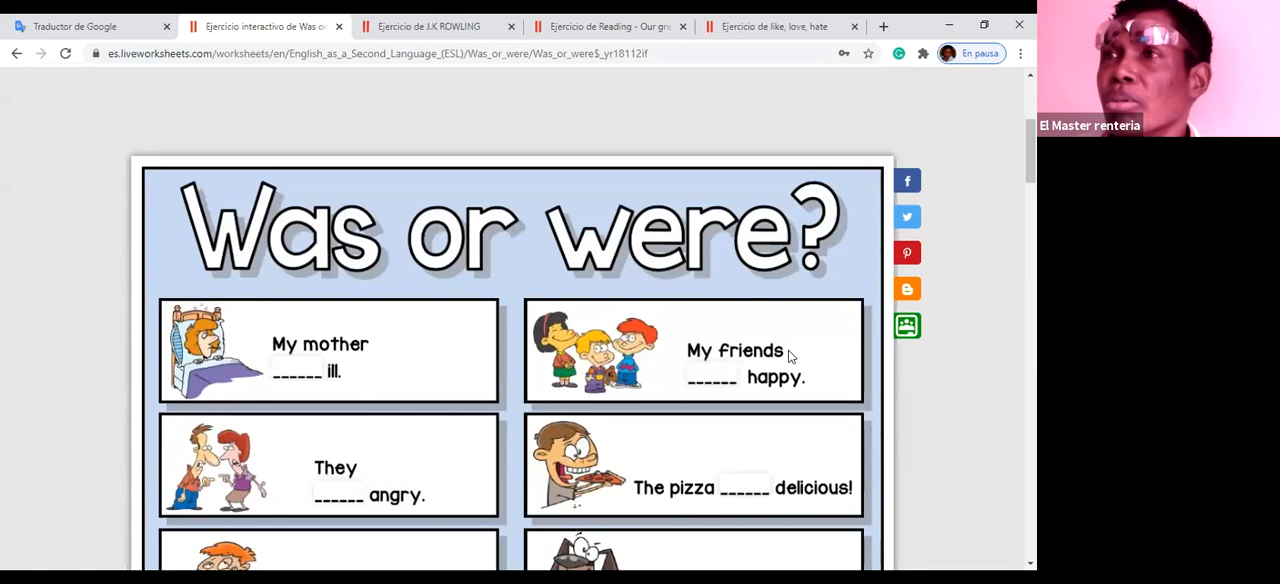 Traductor de Google
Ejercicio interactivo de Was or
Ejercicio de J.K ROWLING
Ejercicio de Reading - Our gre
Ejercicio de like, love, hate
es.liveworksheets.com/worksheets/en/English_as_a_Second_Language_(ESL)/Was_or_were/Was_or_were$_yr18112if
En pausa
El Master renteria
Was or were?
My mother
______ ill.
My friends
______ happy.
They
______ angry.
The pizza ______ delicious!